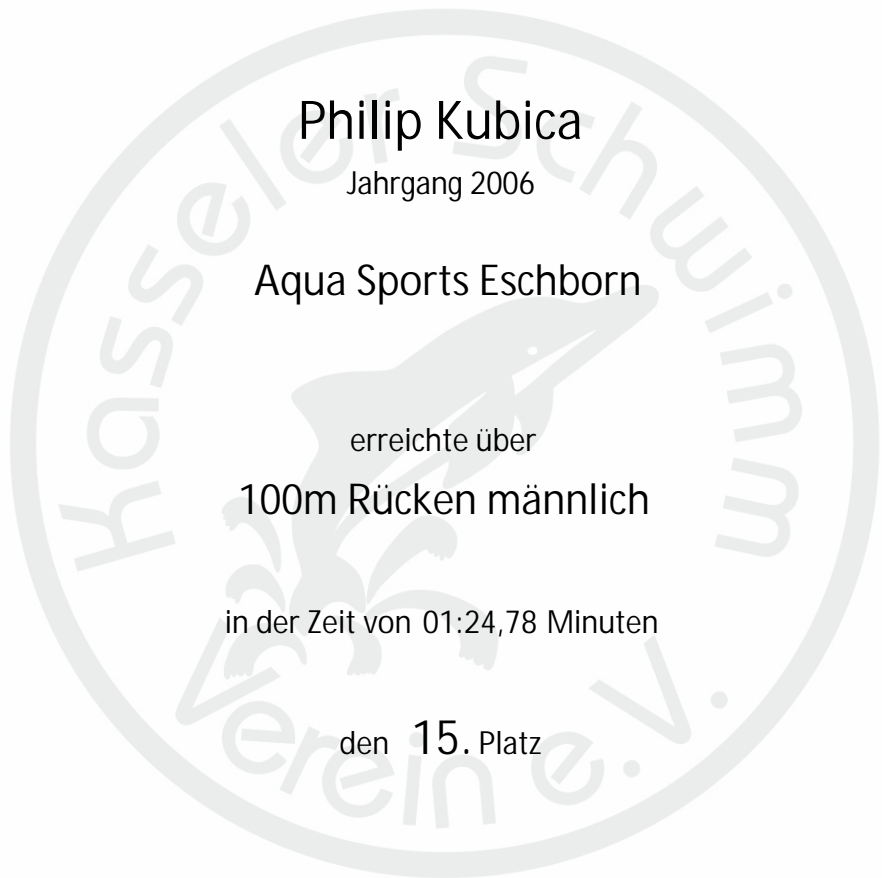 Kasseler Schwimm
Verein e.V.
Philip Kubica
Jahrgang 2006
Aqua Sports Eschborn
erreichte über
100m Rücken männlich
in der Zeit von 01:24,78 Minuten
den 15. Platz